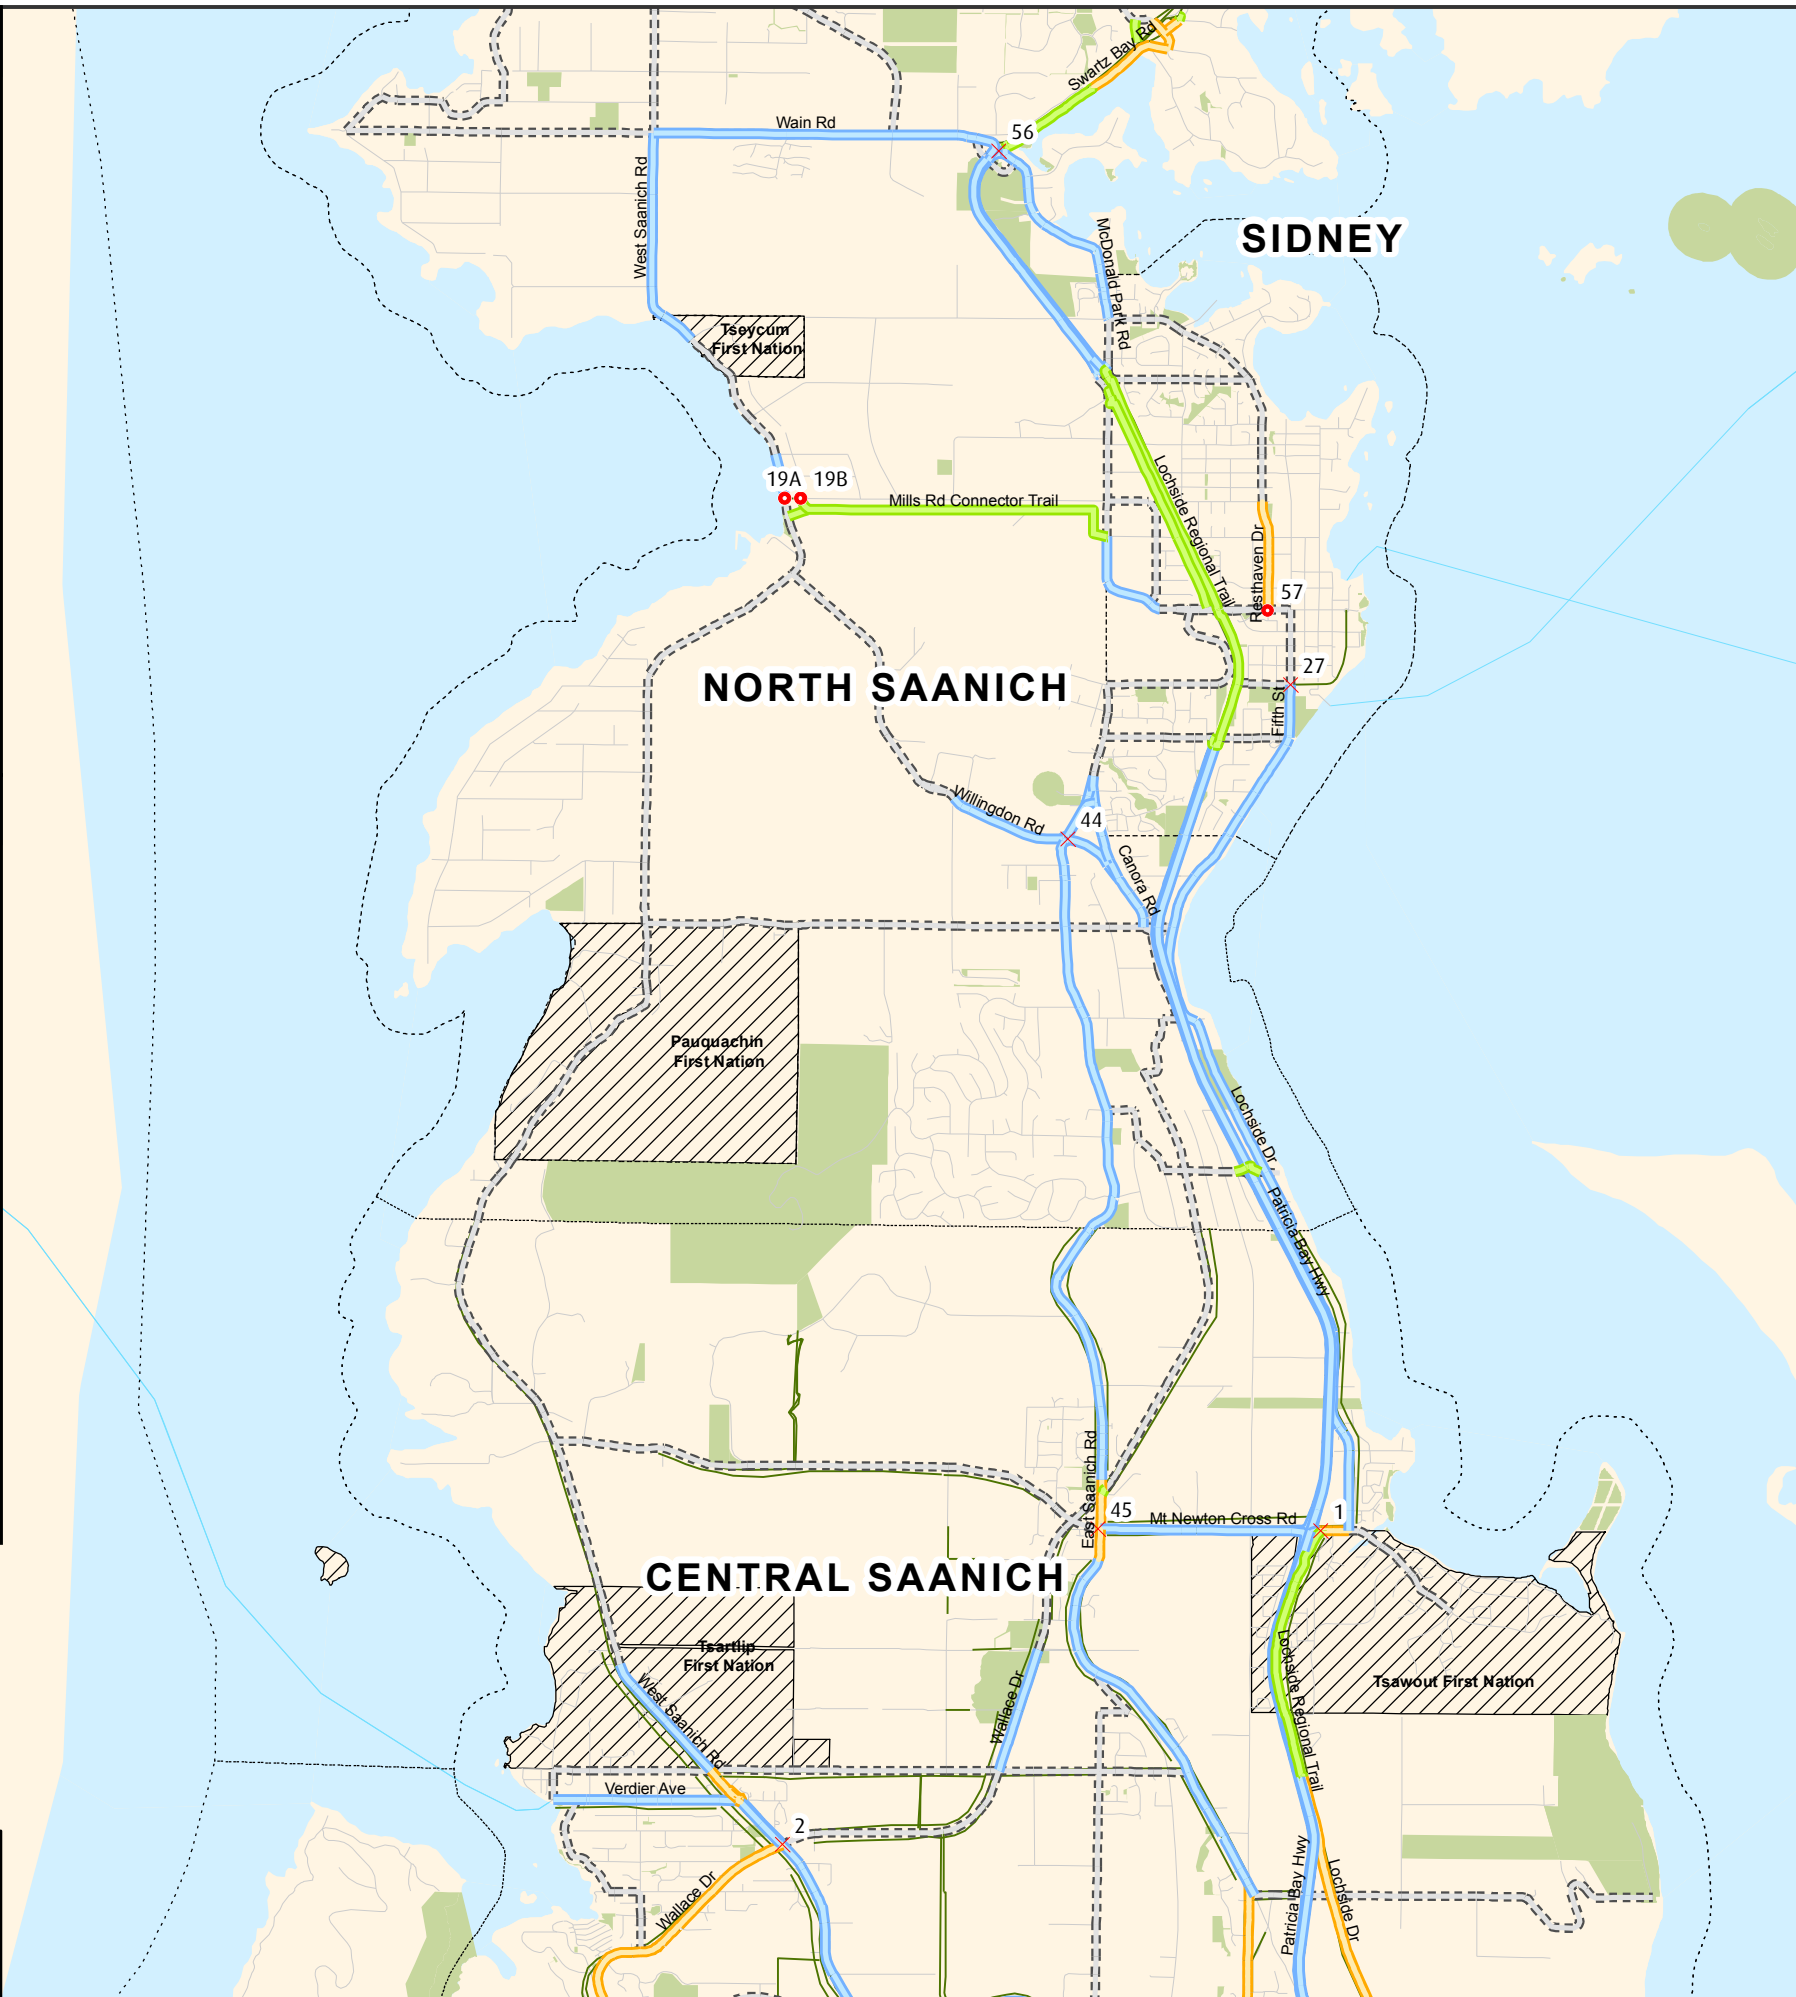 Swartz Bay Rd
Wain Rd
56
West Saanich Rd
McDonald Park Rd
SIDNEY
Tseycum
First Nation
19A
19B
Mills Rd Connector Trail
Lochside Regional Trail
Resthaven Dr
57
NORTH SAANICH
27
Fifth St
Willingdon Rd
44
Canora Rd
Pauquachin
First Nation
Lochside Dr
Patricia Bay Hwy
East Saanich Rd
45
Mt Newton Cross Rd
1
CENTRAL SAANICH
Tsartlip
First Nation
West Saanich Rd
Wallace Dr
Lochside Regional Trail
Tsawout First Nation
Verdier Ave
2
Wallace Dr
Patricia Bay Hwy
Lochside Dr